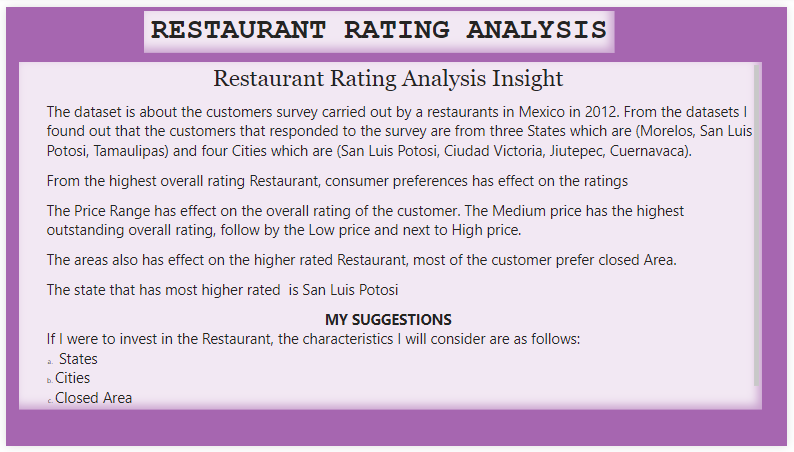 RESTAURANT RATING ANALYSIS
Restaurant Rating Analysis Insight
The dataset is about the customers survey carried out by a restaurants in Mexico in 2012. From the datasets I
found out that the customers that responded to the survey are from three States which are (Morelos, San Luis
Potosi, Tamaulipas) and four Cities which are (San Luis Potosi, Ciudad Victoria, Jiutepec, Cuernavaca).
From the highest overall rating Restaurant, consumer preferences has effect on the ratings
The Price Range has effect on the overall rating of the customer. The Medium price has the highest
outstanding overall rating, follow by the Low price and next to High price.
The areas also has effect on the higher rated Restaurant, most of the customer prefer closed Area.
The state that has most higher rated  is San Luis Potosi
MY SUGGESTIONS
If I were to invest in the Restaurant, the characteristics I will consider are as follows:
a. States
b. Cities
c. Closed Area